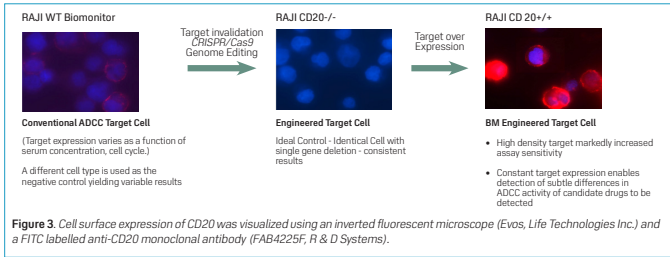 RAJI WT Biomonitor
Target invalidation
CRISPR/Cas9
Genome Editing
RAJI CD20-/-
Target over
Expression
RAJI CD 20+/+
Conventional ADCC Target Cell
(Target expression varies as a function of
serum concentration, cell cycle.)
A different cell type is used as the
negative control yielding variable results
Engineered Target Cell
Ideal Control - Identical Cell with
single gene deletion - consistent
results
BM Engineered Target Cell
• High density target markedly increased
assay sensitivity
• Constant target expression enables
detection of subtle differences in
ADCC activity of candidate drugs to be
detected
Figure 3. Cell surface expression of CD20 was visualized using an inverted fluorescent microscope (Evos, Life Technologies Inc.) and
a FITC labelled anti-CD20 monoclonal antibody (FAB4225F, R & D Systems).